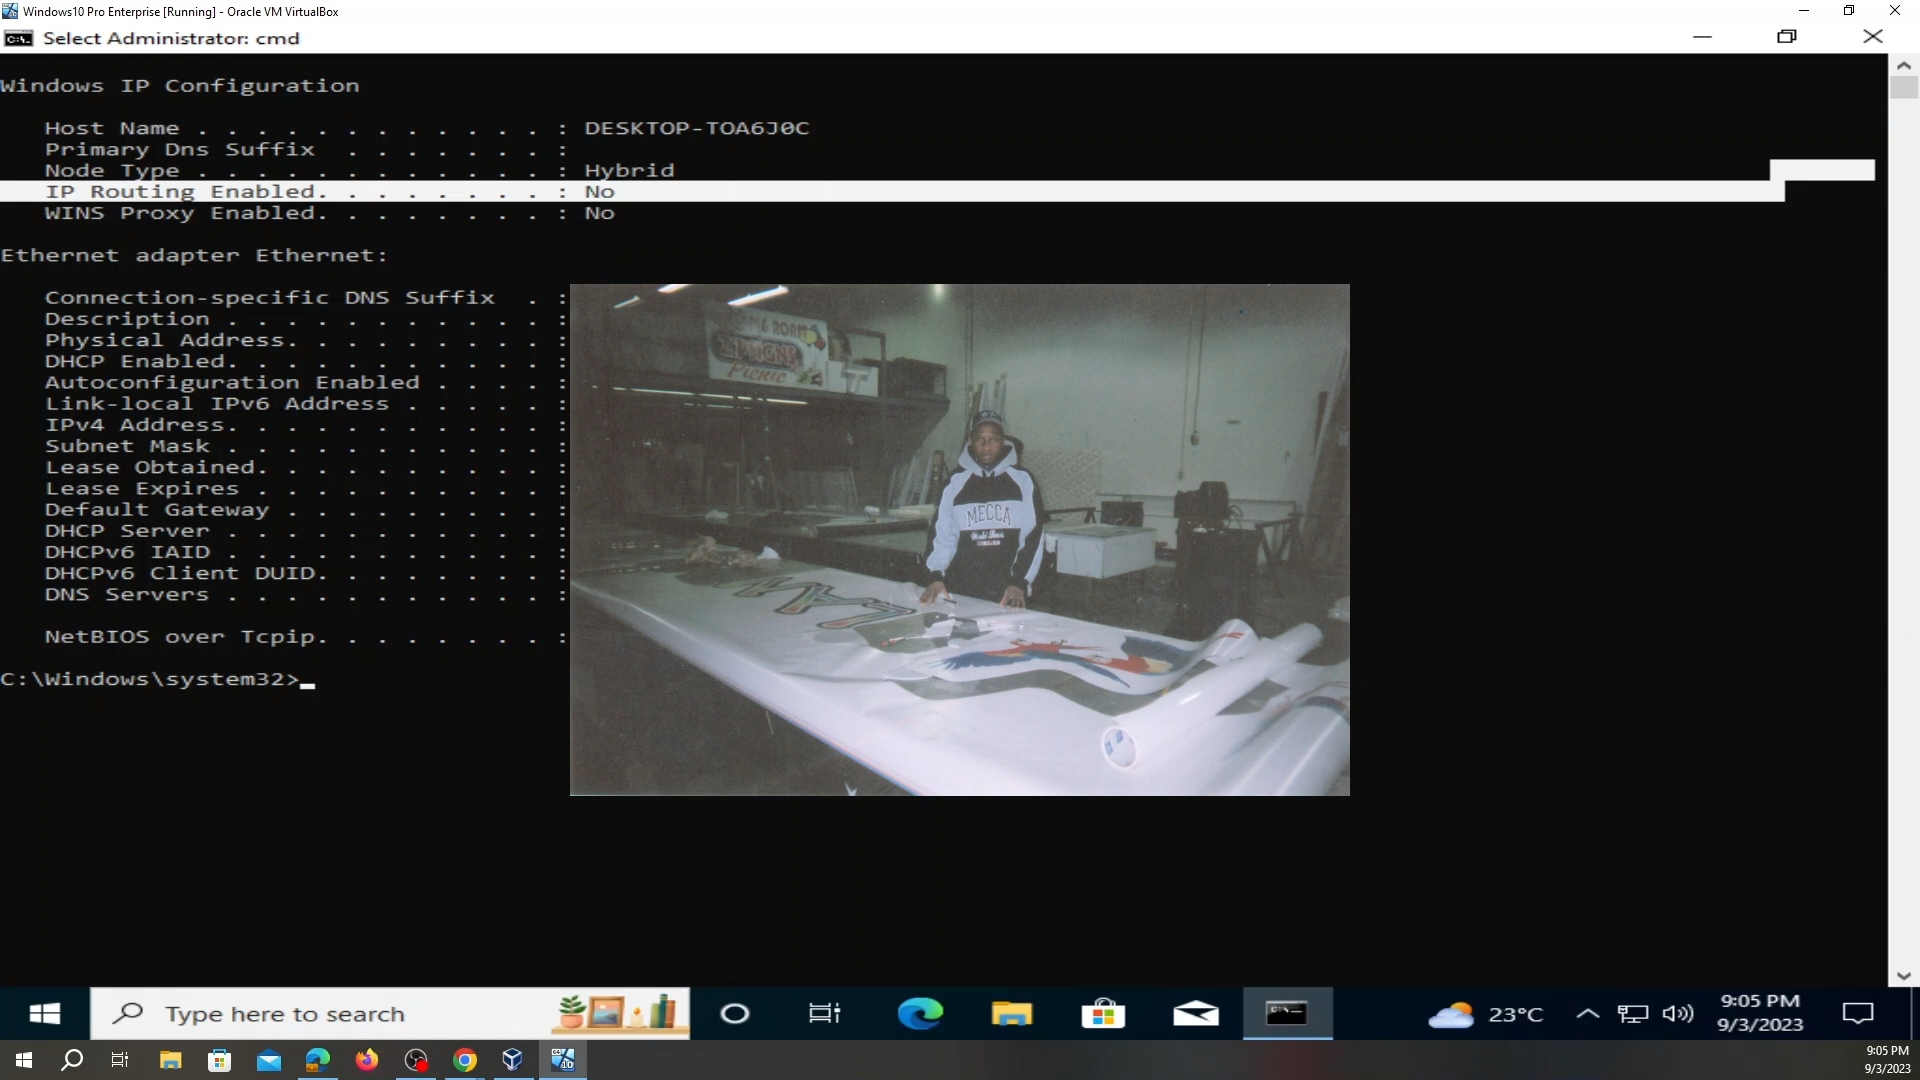 Windows10 Pro Enterprise [Running] - Oracle VM VirtualBox
Select Administrator: cmd
Windows IP Configuration
Host Name . . . . . . . . . . . . : DESKTOP-TOA6J0C
Primary Dns Suffix  . . . . . . . :
Node Type . . . . . . . . . . . . : Hybrid
IP Routing Enabled. . . . . . . . : No
WINS Proxy Enabled. . . . . . . . : No
Ethernet adapter Ethernet:
Connection-specific DNS Suffix  . :
Description . . . . . . . . . . . :
Physical Address. . . . . . . . . :
DHCP Enabled. . . . . . . . . . . :
Autoconfiguration Enabled . . . . :
Link-local IPv6 Address . . . . . :
IPv4 Address. . . . . . . . . . . :
Subnet Mask . . . . . . . . . . . :
Lease Obtained. . . . . . . . . . :
Lease Expires . . . . . . . . . . :
Default Gateway . . . . . . . . . :
DHCP Server . . . . . . . . . . . :
DHCPv6 IAID . . . . . . . . . . . :
DHCPv6 Client DUID. . . . . . . . :
DNS Servers . . . . . . . . . . . :
NetBIOS over Tcpip. . . . . . . . :
C:\Windows\system32>
ROAST
ZIPSIGNS
Picnic
MECCA
Type here to search
23°C
9:05 PM
9/3/2023
9:05 PM
9/3/2023